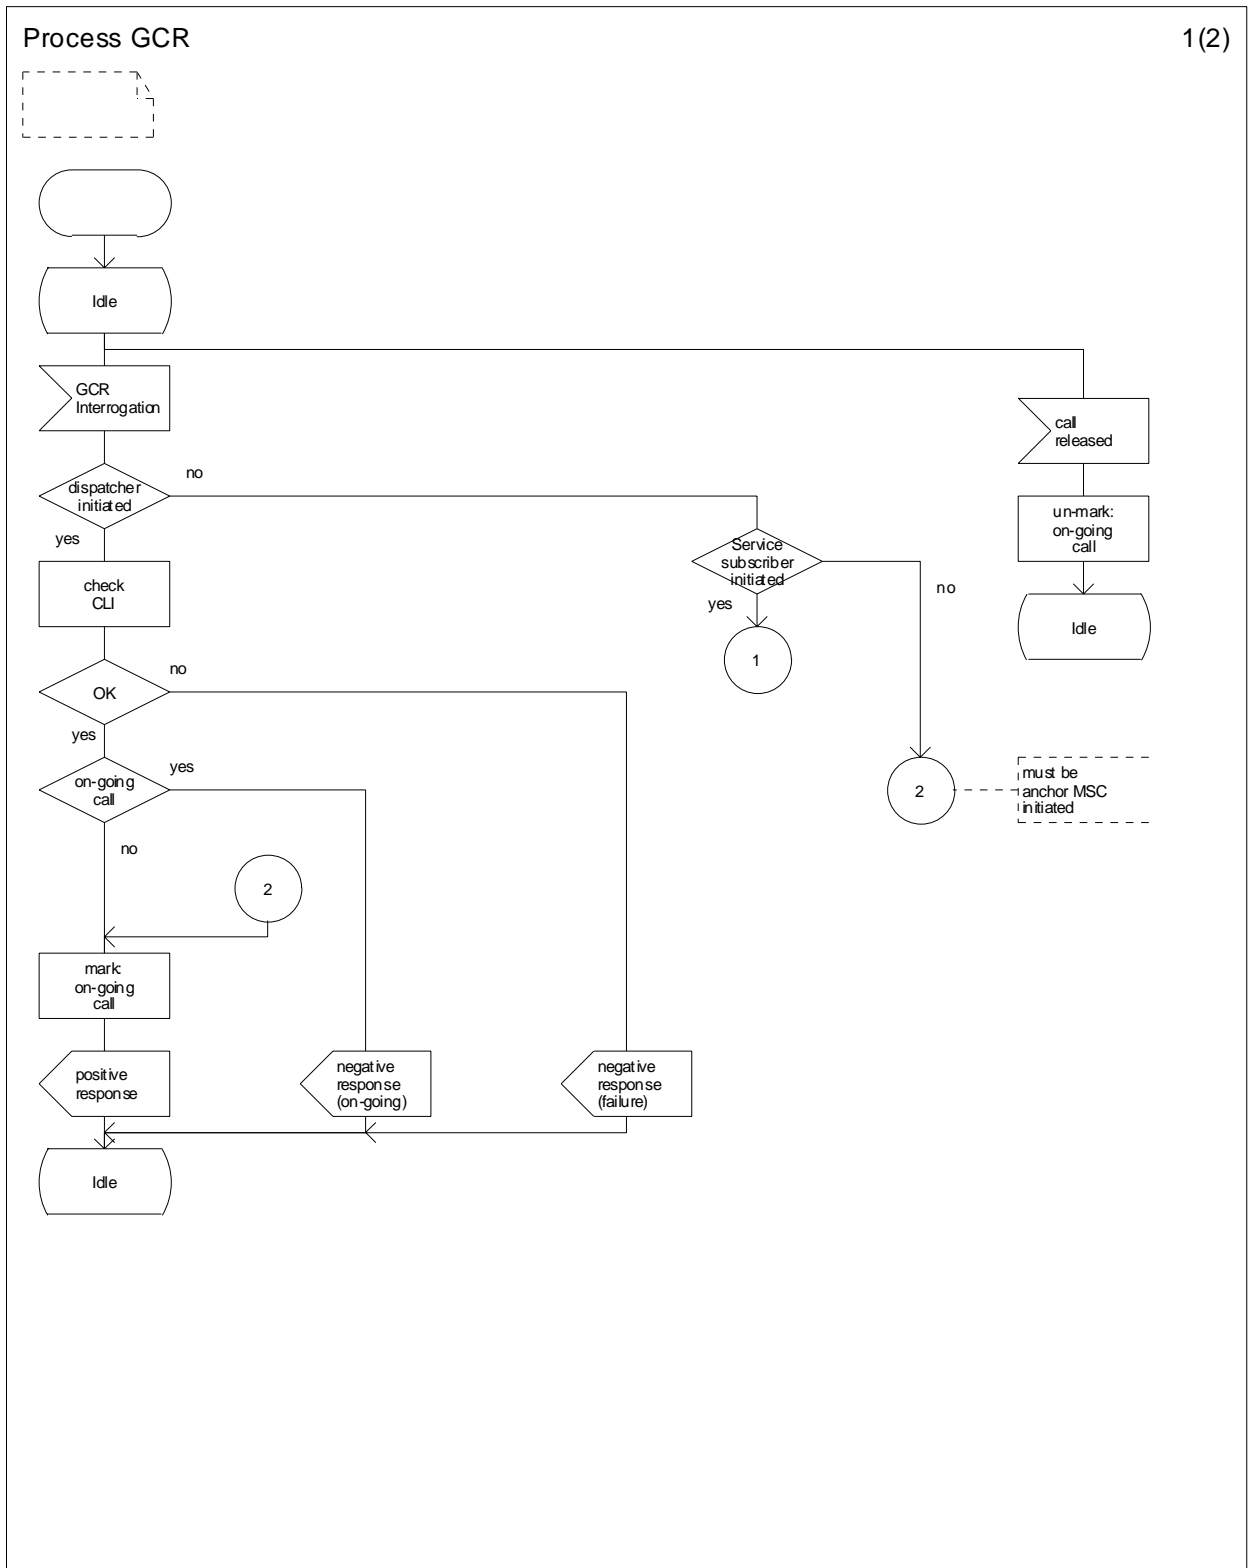 Process GCR
1(2)
Idle
GCR
Interrogation
call
released
dispatcher
initiated
no
yes
un-mark:
on-going
call
Service
subscriber
initiated
yes
no
check
CLI
Idle
1
OK
no
yes
on-going
call
yes
no
2
must be
anchor MSC
initiated
2
mark:
on-going
call
positive
response
negative
response
(on-going)
negative
response
(failure)
Idle